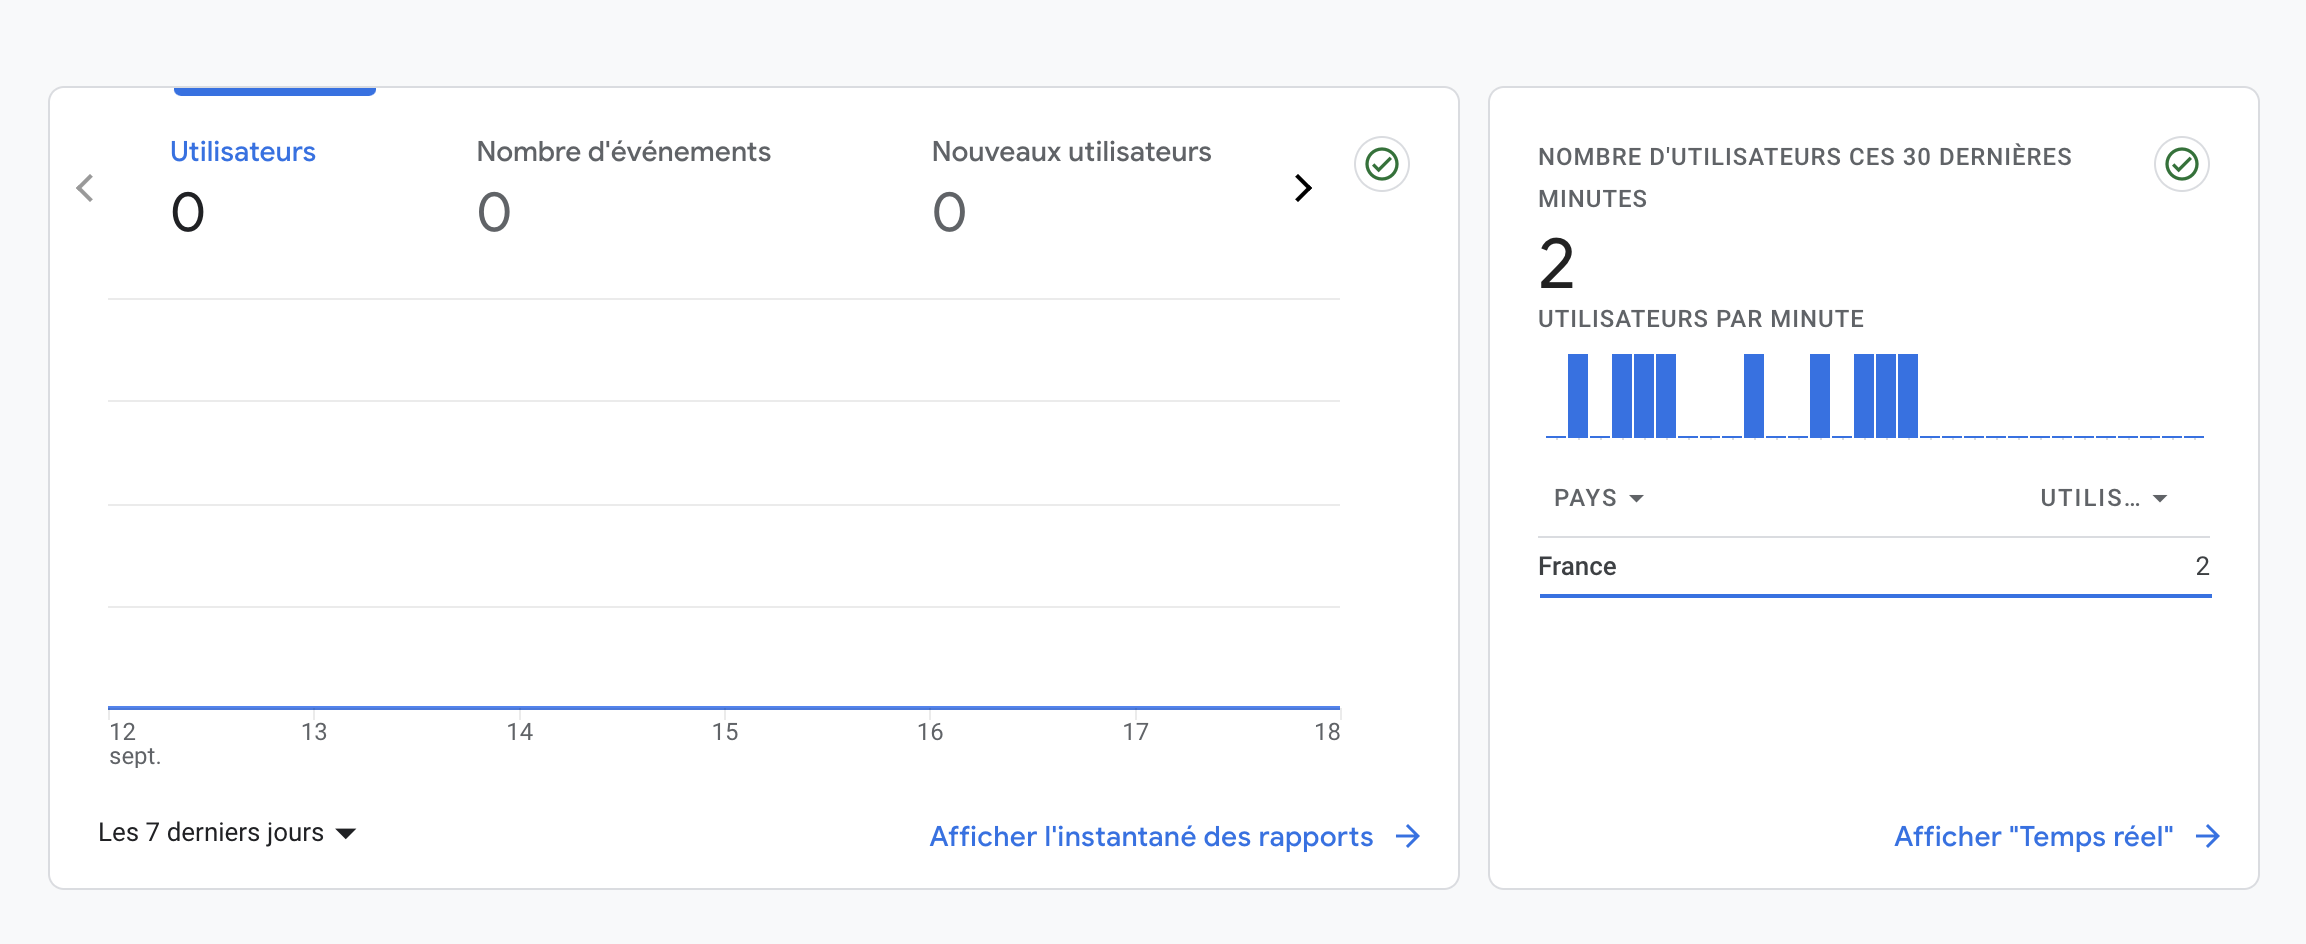 Utilisateurs
0
Nombre d'événements
0
Nouveaux utilisateurs
0
12
sept.
13
14
15
16
17
18
Les 7 derniers jours
Afficher l'instantané des rapports
NOMBRE D'UTILISATEURS CES 30 DERNIÈRES
MINUTES
2
UTILISATEURS PAR MINUTE
PAYS
UTILIS...
France
2
Afficher "Temps réel"